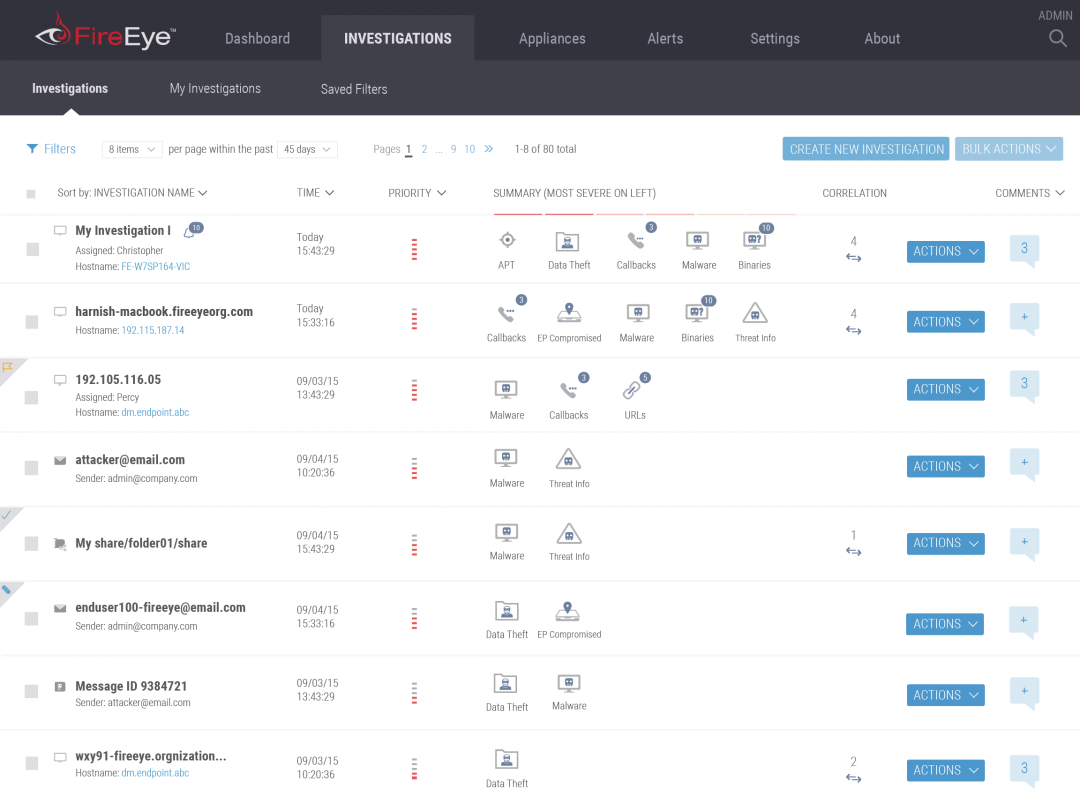 ADMIN
FireEye™ Dashboard INVESTIGATIONS Appliances Alerts Settings About
Investigations My Investigations Saved Filters
Filters 8 items per page within the past 45 days Pages 1 2 ... 9 10 » 1-8 of 80 total CREATE NEW INVESTIGATION BULK ACTIONS
Sort by: INVESTIGATION NAME TIME PRIORITY SUMMARY (MOST SEVERE ON LEFT) CORRELATION COMMENTS
My Investigation I 10
Assigned: Christopher
Hostname: FE-W7SP164-VIC
Today
15:43:29
3 10
APT Data Theft Callbacks Malware Binaries
4
ACTIONS
3
harnish-macbook.fireeyeorg.com
Hostname: 192.115.187.14
Today
15:33:16
3 10
Callbacks EP Compromised Malware Binaries Threat Info
4
ACTIONS
+
192.105.116.05
Assigned: Percy
Hostname: dm.endpoint.abc
09/03/15
13:43:29
3 5
Malware Callbacks URLs
ACTIONS
3
attacker@email.com
Sender: admin@company.com
09/04/15
10:20:36
Malware Threat Info
ACTIONS
+
My share/folder01/share
09/04/15
15:43:29
Malware Threat Info
1
ACTIONS
+
enduser100-fireeye@email.com
Sender: admin@company.com
09/04/15
15:33:16
Data Theft EP Compromised
ACTIONS
+
Message ID 9384721
Sender: attacker@email.com
09/03/15
13:43:29
Data Theft Malware
ACTIONS
+
wxy91-fireeye.orgnization...
Hostname: dm.endpoint.abc
09/03/15
10:20:36
Data Theft
2
ACTIONS
3